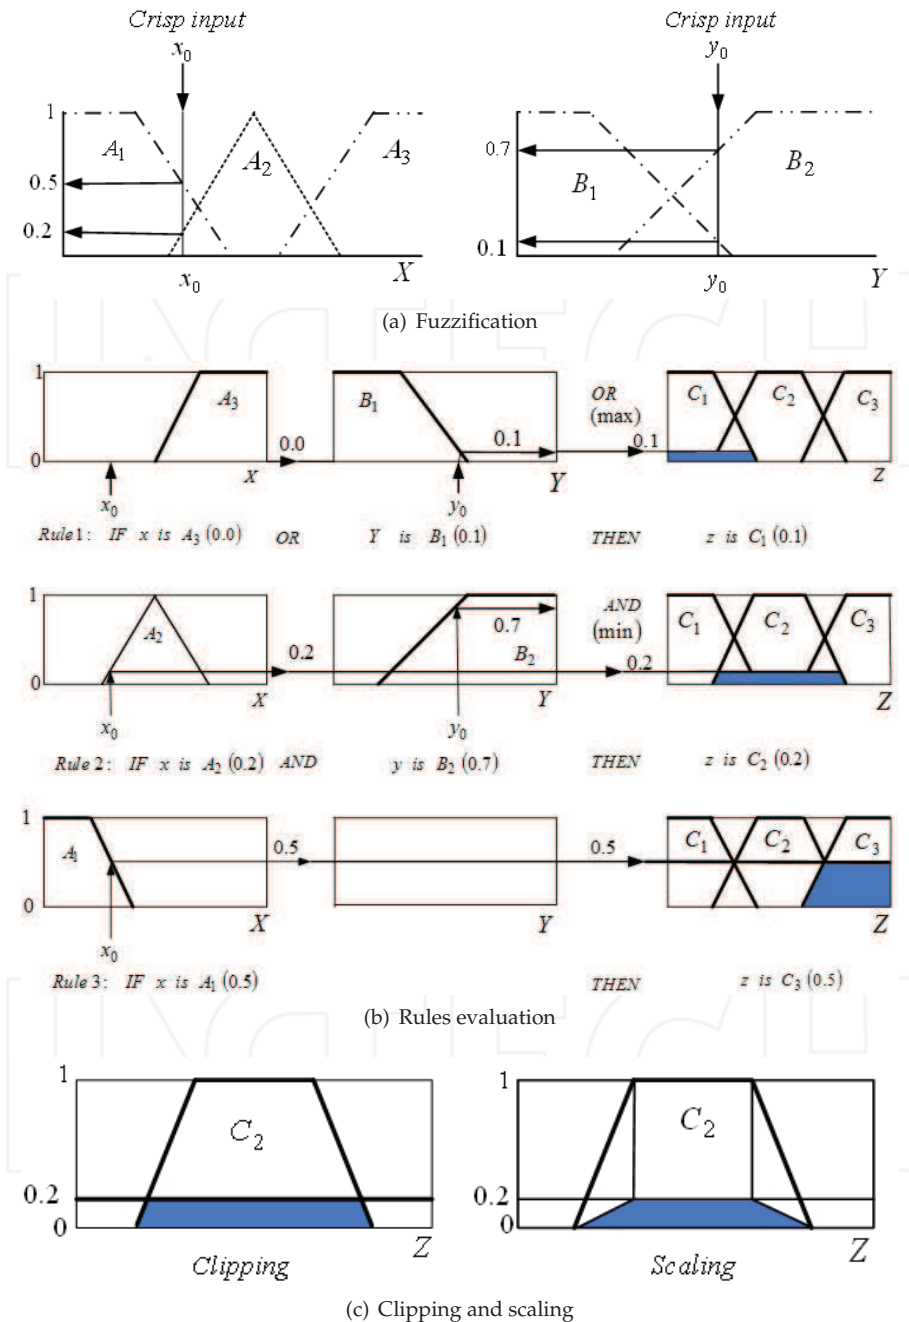 Crisp input
x0
Crisp input
y0
1
A1
A2
A3
0.5
0.2
x0
X
0.7
B1
B2
0.1
y0
Y
(a) Fuzzification
1
A3
0
X
x0
0.0
B1
0.1
Y
y0
OR
(max)
0.1
C1
C2
C3
Z
Rule 1: IF x is A3 (0.0) OR Y is B1 (0.1) THEN z is C1 (0.1)
1
A2
0
X
x0
0.2
0.7
B2
Y
y0
AND
(min)
0.2
C1
C2
C3
Z
Rule 2: IF x is A2 (0.2) AND y is B2 (0.7) THEN z is C2 (0.2)
1
A1
0
X
x0
0.5
Y
0.5
C1
C2
C3
Z
Rule 3: IF x is A1 (0.5) THEN z is C3 (0.5)
(b) Rules evaluation
1
C2
0.2
0
Z
Clipping
1
C2
0.2
0
Z
Scaling
(c) Clipping and scaling